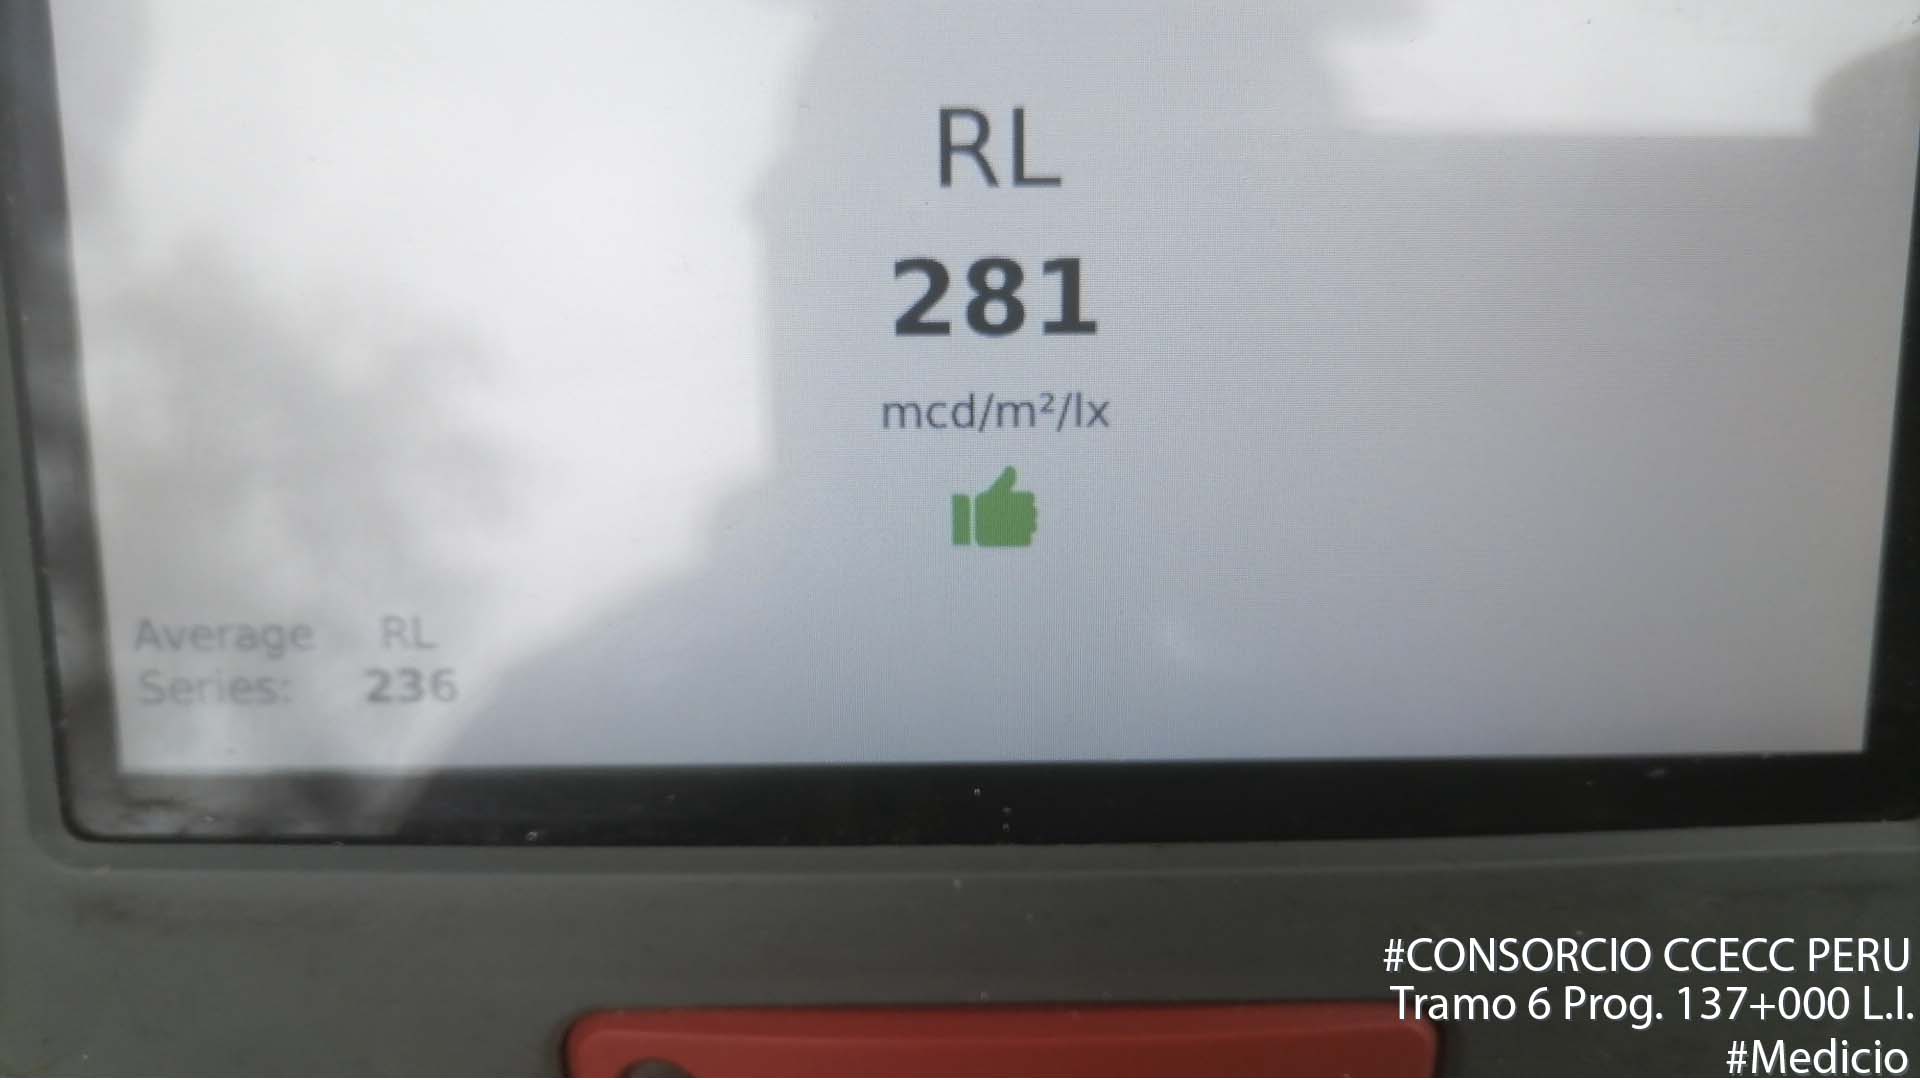 RL
281
mcd/m²/lx
Average RL
Series: 236
#CONSORCIO CCECC PERU
Tramo 6 Prog. 137+000 L.I.
#Medicio